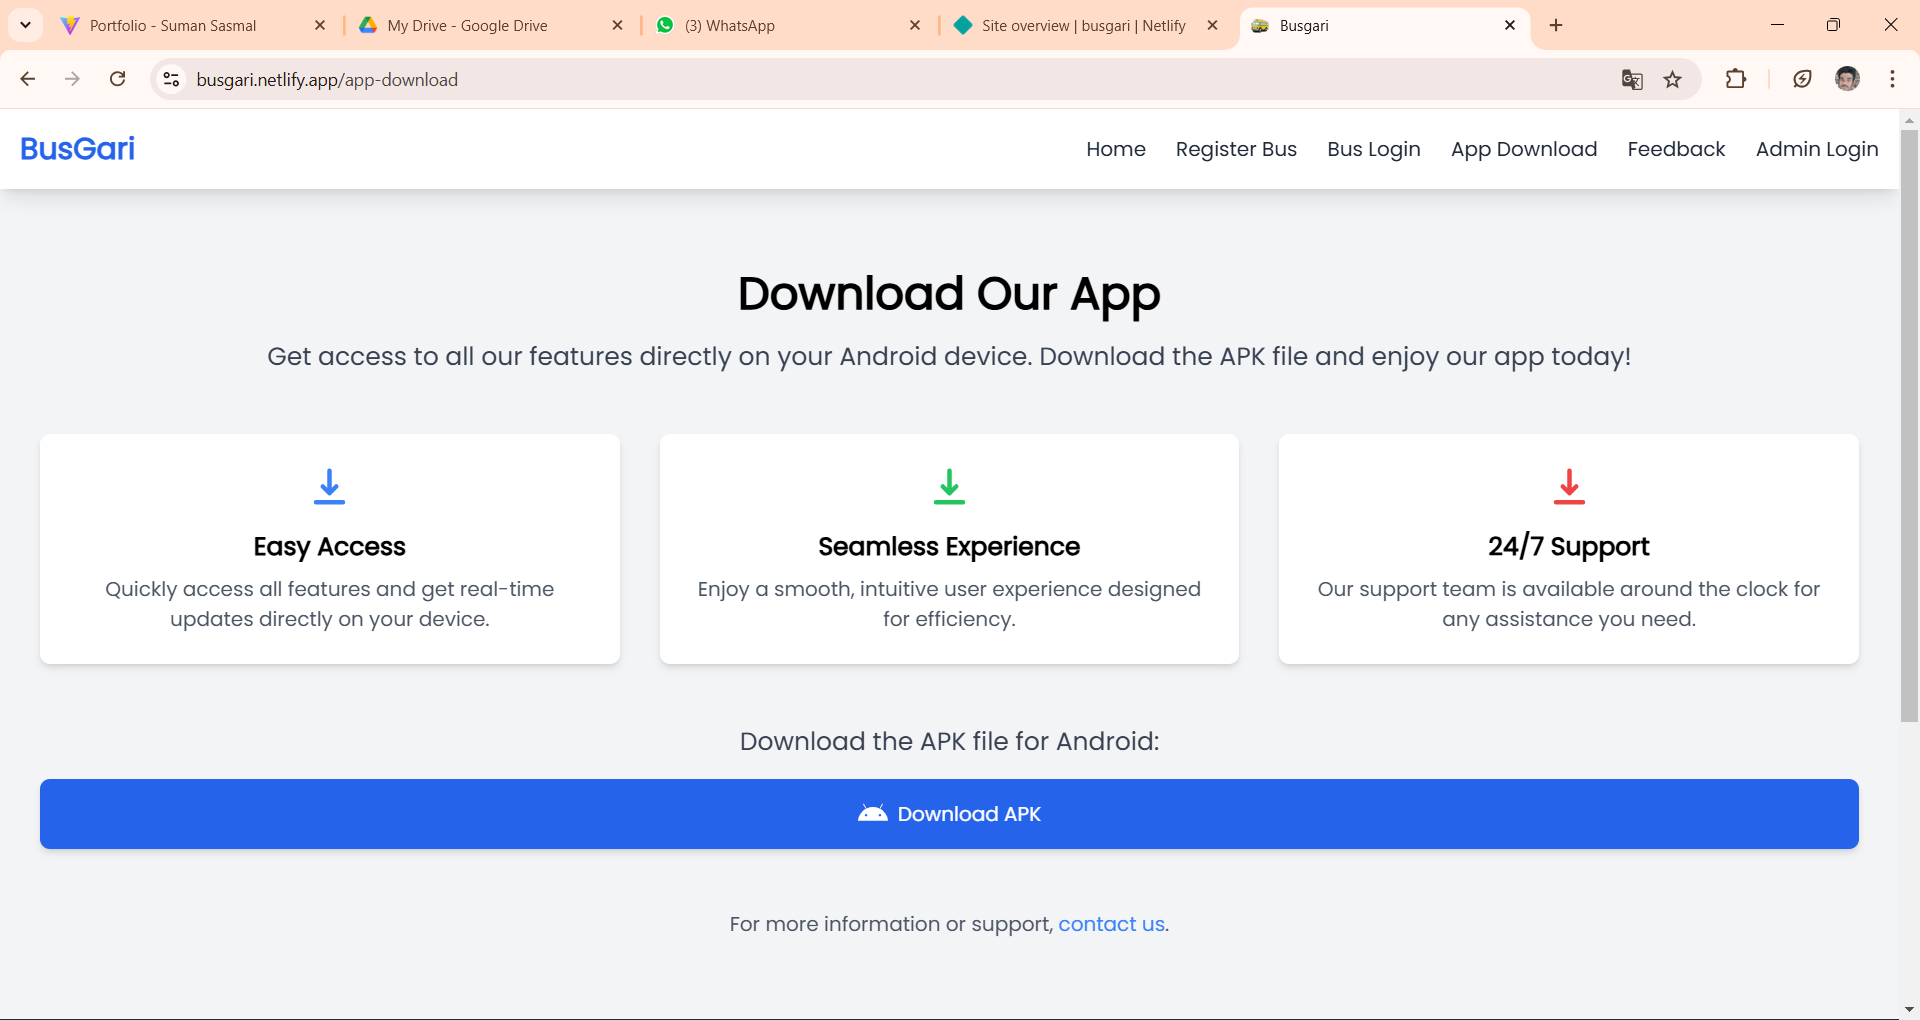 Portfolio - Suman Sasmal
My Drive - Google Drive
(3) WhatsApp
Site overview | busgari | Netlify
Busgari
busgari.netlify.app/app-download
BusGari
Home
Register Bus
Bus Login
App Download
Feedback
Admin Login
Download Our App
Get access to all our features directly on your Android device. Download the APK file and enjoy our app today!
Easy Access
Quickly access all features and get real-time
updates directly on your device.
Seamless Experience
Enjoy a smooth, intuitive user experience designed
for efficiency.
24/7 Support
Our support team is available around the clock for
any assistance you need.
Download the APK file for Android:
Download APK
For more information or support, contact us.